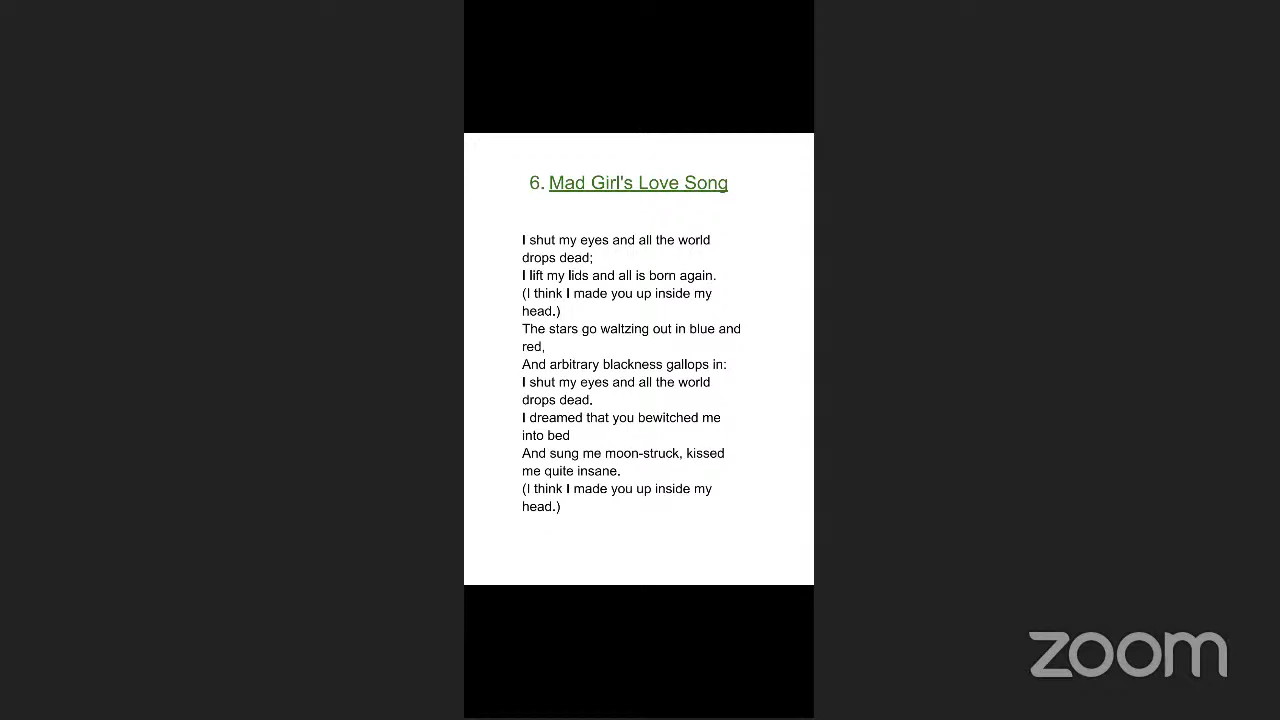 6. Mad Girl's Love Song
I shut my eyes and all the world
drops dead;
I lift my lids and all is born again.
(I think I made you up inside my
head.)
The stars go waltzing out in blue and
red,
And arbitrary blackness gallops in:
I shut my eyes and all the world
drops dead.
I dreamed that you bewitched me
into bed
And sung me moon-struck, kissed
me quite insane.
(I think I made you up inside my
head.)
zoom